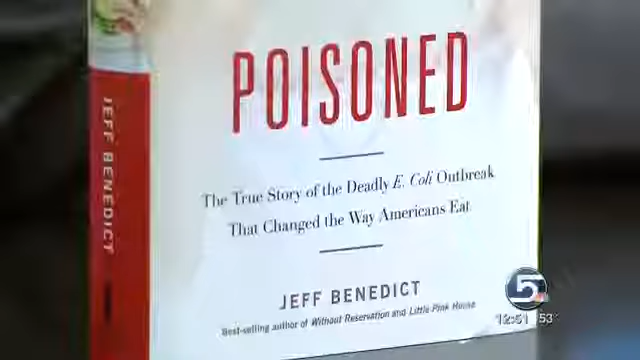 POISONED
The True Story of the Deadly E. Coli Outbreak
That Changed the Way Americans Eat
JEFF BENEDICT
Best-selling author of Without Reservation and Little Pink House
JEFF BENEDICT
5
12:51 53